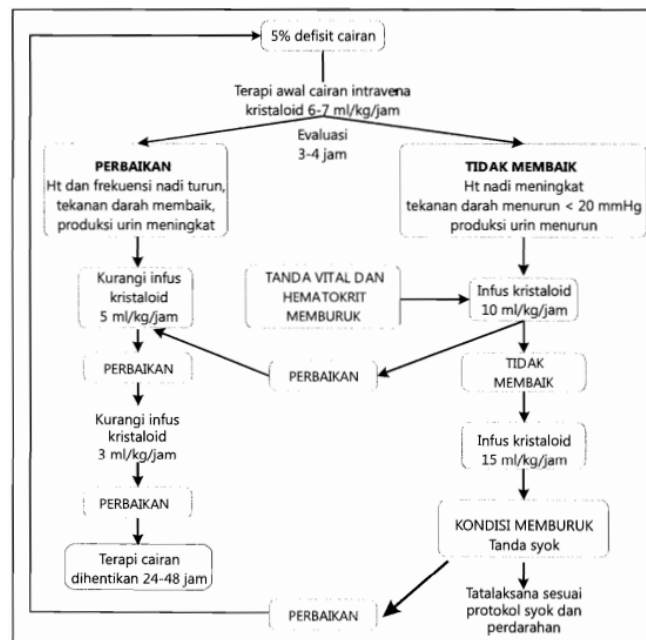 5% defisit cairan
Terapi awal cairan intravena
kristaloid 6-7 ml/kg/jam
Evaluasi
3-4 jam
PERBAIKAN
Ht dan frekuensi nadi turun,
tekanan darah membaik,
produksi urin meningkat
TIDAK MEMBAIK
Ht nadi meningkat
tekanan darah menurun < 20 mmHg
produksi urin menurun
Kurangi infus
kristaloid
5 ml/kg/jam
TANDA VITAL DAN
HEMATOKRIT
MEMBURUK
Infus kristaloid
10 ml/kg/jam
PERBAIKAN
PERBAIKAN
TIDAK
MEMBAIK
Kurangi infus
kristaloid
3 ml/kg/jam
Infus kristaloid
15 ml/kg/jam
PERBAIKAN
KONDISI MEMBURUK
Tanda syok
Terapi cairan
dihentikan 24-48 jam
PERBAIKAN
Tatalaksana sesuai
protokol syok dan
perdarahan